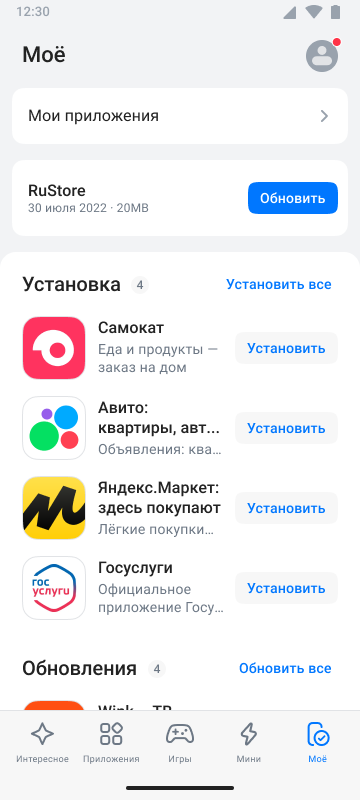 12:30
Моё
Мои приложения
RuStore
30 июля 2022 · 20MB
Обновить
Установка 4
Установить все
Самокат
Еда и продукты —
заказ на дом
Установить
Авито:
квартиры, авт...
Объявления: ква...
Установить
Яндекс.Маркет:
здесь покупают
Лёгкие покупки...
Установить
гос
услуги
Госуслуги
Официальное
приложение Госу...
Установить
Обновления 4
Обновить все
Интересное
Приложения
Игры
Мини
Моё